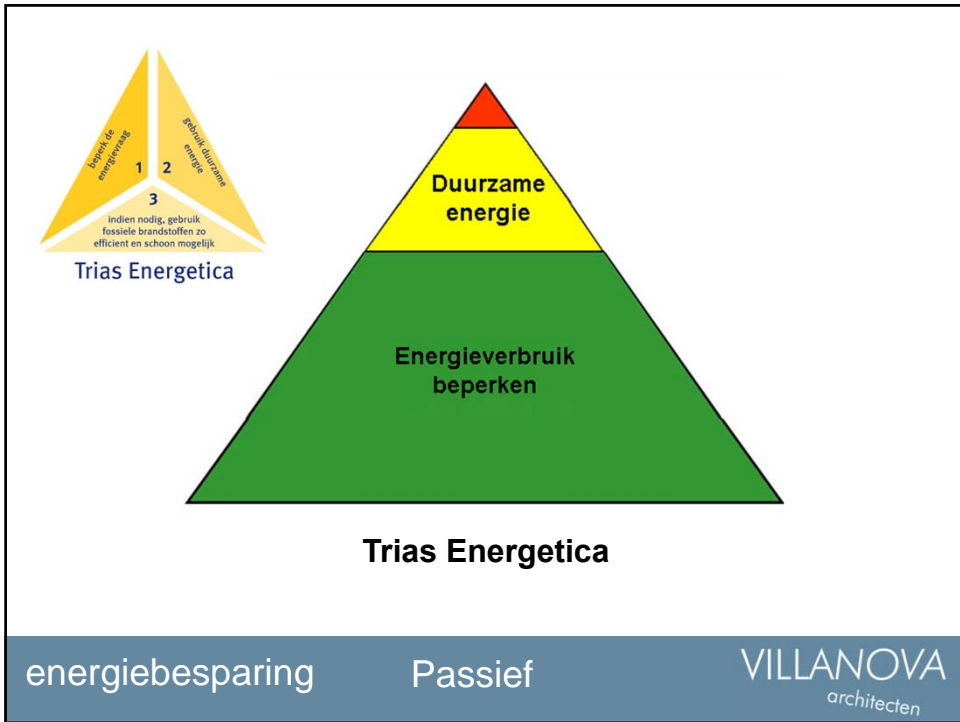 beperk de
energievraag
1
2
gebruik duurzame
energie
3
indien nodig, gebruik
fossiele brandstoffen zo
efficient en schoon mogelijk
Trias Energetica
Duurzame
energie
Energieverbruik
beperken
Trias Energetica
energiebesparing
Passief
VILLANOVA
architecten